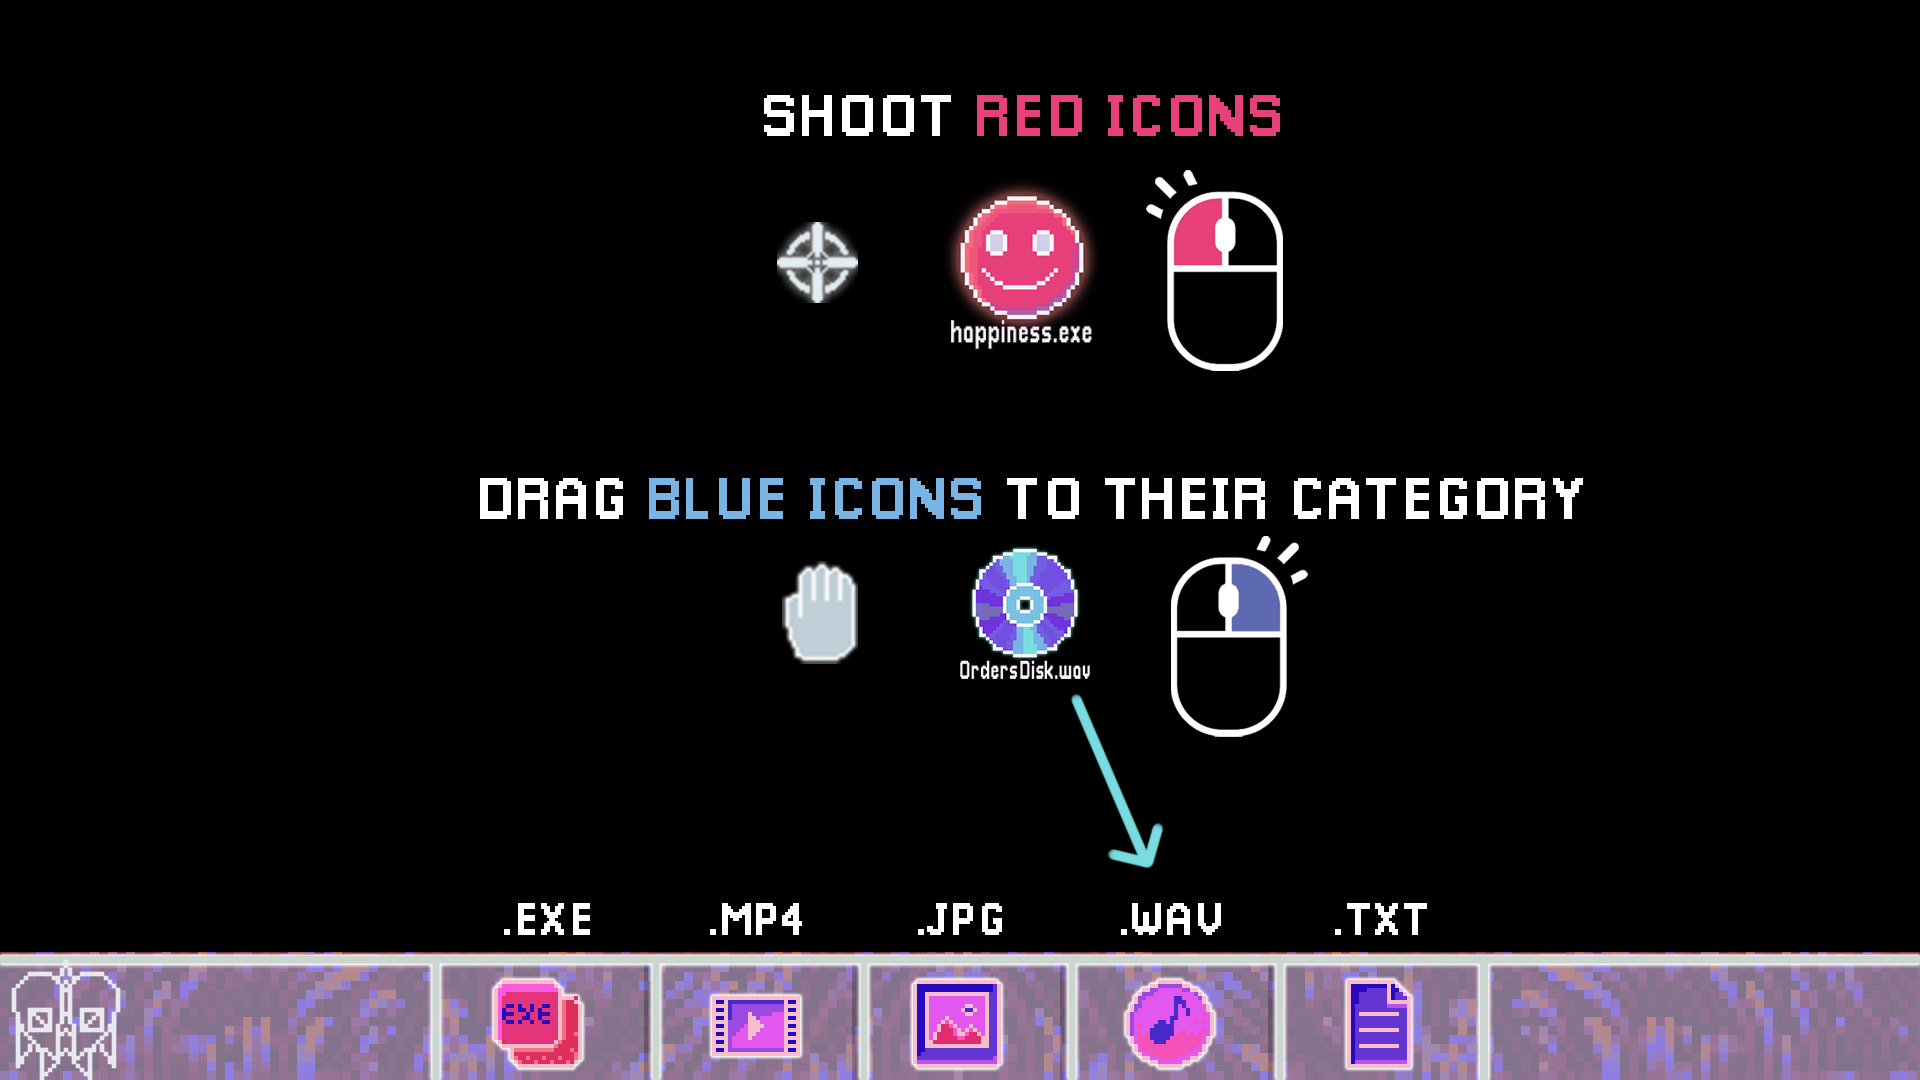 SHOOT RED ICONS
happiness.exe
DRAG BLUE ICONS TO THEIR CATEGORY
OrdersDisk.wav
.EXE .MP4 .JPG .WAV .TXT
EXE